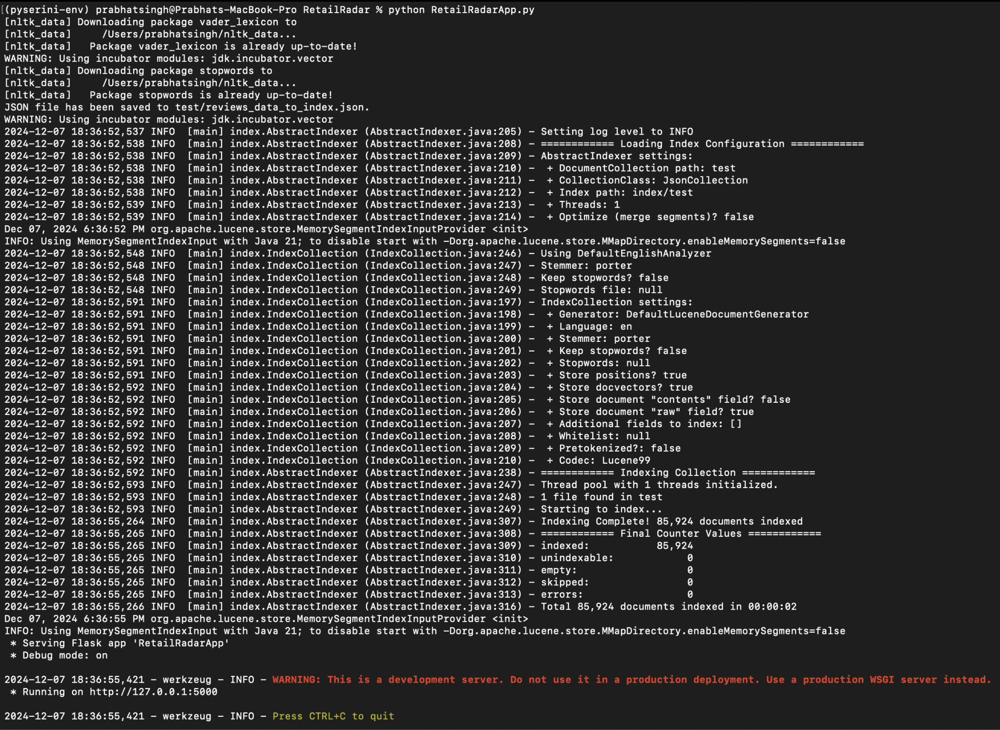 [(pyserini-env) prabhatsingh@Prabhats-MacBook-Pro RetailRadar % python RetailRadarApp.py
[nltk_data] Downloading package vader_lexicon to
[nltk_data]     /Users/prabhatsingh/nltk_data...
[nltk_data]   Package vader_lexicon is already up-to-date!
WARNING: Using incubator modules: jdk.incubator.vector
[nltk_data] Downloading package stopwords to
[nltk_data]     /Users/prabhatsingh/nltk_data...
[nltk_data]   Package stopwords is already up-to-date!
JSON file has been saved to test/reviews_data_to_index.json.
WARNING: Using incubator modules: jdk.incubator.vector
2024-12-07 18:36:52,537 INFO  [main] index.AbstractIndexer (AbstractIndexer.java:205) - Setting log level to INFO
2024-12-07 18:36:52,538 INFO  [main] index.AbstractIndexer (AbstractIndexer.java:208) - ============ Loading Index Configuration ============
2024-12-07 18:36:52,538 INFO  [main] index.AbstractIndexer (AbstractIndexer.java:209) - AbstractIndexer settings:
2024-12-07 18:36:52,538 INFO  [main] index.AbstractIndexer (AbstractIndexer.java:210) -  + DocumentCollection path: test
2024-12-07 18:36:52,538 INFO  [main] index.AbstractIndexer (AbstractIndexer.java:211) -  + CollectionClass: JsonCollection
2024-12-07 18:36:52,538 INFO  [main] index.AbstractIndexer (AbstractIndexer.java:212) -  + Index path: index/test
2024-12-07 18:36:52,539 INFO  [main] index.AbstractIndexer (AbstractIndexer.java:213) -  + Threads: 1
2024-12-07 18:36:52,539 INFO  [main] index.AbstractIndexer (AbstractIndexer.java:214) -  + Optimize (merge segments)? false
Dec 07, 2024 6:36:52 PM org.apache.lucene.store.MemorySegmentIndexInputProvider <init>
INFO: Using MemorySegmentIndexInput with Java 21; to disable start with -Dorg.apache.lucene.store.MMapDirectory.enableMemorySegments=false
2024-12-07 18:36:52,548 INFO  [main] index.IndexCollection (IndexCollection.java:246) - Using DefaultEnglishAnalyzer
2024-12-07 18:36:52,548 INFO  [main] index.IndexCollection (IndexCollection.java:247) - Stemmer: porter
2024-12-07 18:36:52,548 INFO  [main] index.IndexCollection (IndexCollection.java:248) - Keep stopwords? false
2024-12-07 18:36:52,548 INFO  [main] index.IndexCollection (IndexCollection.java:249) - Stopwords file: null
2024-12-07 18:36:52,591 INFO  [main] index.IndexCollection (IndexCollection.java:197) - IndexCollection settings:
2024-12-07 18:36:52,591 INFO  [main] index.IndexCollection (IndexCollection.java:198) -  + Generator: DefaultLuceneDocumentGenerator
2024-12-07 18:36:52,591 INFO  [main] index.IndexCollection (IndexCollection.java:199) -  + Language: en
2024-12-07 18:36:52,591 INFO  [main] index.IndexCollection (IndexCollection.java:200) -  + Stemmer: porter
2024-12-07 18:36:52,591 INFO  [main] index.IndexCollection (IndexCollection.java:201) -  + Keep stopwords? false
2024-12-07 18:36:52,591 INFO  [main] index.IndexCollection (IndexCollection.java:202) -  + Stopwords: null
2024-12-07 18:36:52,591 INFO  [main] index.IndexCollection (IndexCollection.java:203) -  + Store positions? true
2024-12-07 18:36:52,592 INFO  [main] index.IndexCollection (IndexCollection.java:204) -  + Store docvectors? true
2024-12-07 18:36:52,592 INFO  [main] index.IndexCollection (IndexCollection.java:205) -  + Store document "contents" field? false
2024-12-07 18:36:52,592 INFO  [main] index.IndexCollection (IndexCollection.java:206) -  + Store document "raw" field? true
2024-12-07 18:36:52,592 INFO  [main] index.IndexCollection (IndexCollection.java:207) -  + Additional fields to index: []
2024-12-07 18:36:52,592 INFO  [main] index.IndexCollection (IndexCollection.java:208) -  + Whitelist: null
2024-12-07 18:36:52,592 INFO  [main] index.IndexCollection (IndexCollection.java:209) -  + Pretokenized?: false
2024-12-07 18:36:52,592 INFO  [main] index.IndexCollection (IndexCollection.java:210) -  + Codec: Lucene99
2024-12-07 18:36:52,592 INFO  [main] index.AbstractIndexer (AbstractIndexer.java:238) - ============ Indexing Collection ============
2024-12-07 18:36:52,593 INFO  [main] index.AbstractIndexer (AbstractIndexer.java:247) - Thread pool with 1 threads initialized.
2024-12-07 18:36:52,593 INFO  [main] index.AbstractIndexer (AbstractIndexer.java:248) - 1 file found in test
2024-12-07 18:36:52,593 INFO  [main] index.AbstractIndexer (AbstractIndexer.java:249) - Starting to index...
2024-12-07 18:36:55,264 INFO  [main] index.AbstractIndexer (AbstractIndexer.java:307) - Indexing Complete! 85,924 documents indexed
2024-12-07 18:36:55,265 INFO  [main] index.AbstractIndexer (AbstractIndexer.java:308) - ============ Final Counter Values ============
2024-12-07 18:36:55,265 INFO  [main] index.AbstractIndexer (AbstractIndexer.java:309) - indexed:           85,924
2024-12-07 18:36:55,265 INFO  [main] index.AbstractIndexer (AbstractIndexer.java:310) - unindexable:            0
2024-12-07 18:36:55,265 INFO  [main] index.AbstractIndexer (AbstractIndexer.java:311) - empty:                  0
2024-12-07 18:36:55,265 INFO  [main] index.AbstractIndexer (AbstractIndexer.java:312) - skipped:                0
2024-12-07 18:36:55,265 INFO  [main] index.AbstractIndexer (AbstractIndexer.java:313) - errors:                 0
2024-12-07 18:36:55,266 INFO  [main] index.AbstractIndexer (AbstractIndexer.java:316) - Total 85,924 documents indexed in 00:00:02
Dec 07, 2024 6:36:55 PM org.apache.lucene.store.MemorySegmentIndexInputProvider <init>
INFO: Using MemorySegmentIndexInput with Java 21; to disable start with -Dorg.apache.lucene.store.MMapDirectory.enableMemorySegments=false
 * Serving Flask app 'RetailRadarApp'
 * Debug mode: on
2024-12-07 18:36:55,421 - werkzeug - INFO - WARNING: This is a development server. Do not use it in a production deployment. Use a production WSGI server instead.
 * Running on http://127.0.0.1:5000
2024-12-07 18:36:55,421 - werkzeug - INFO - Press CTRL+C to quit